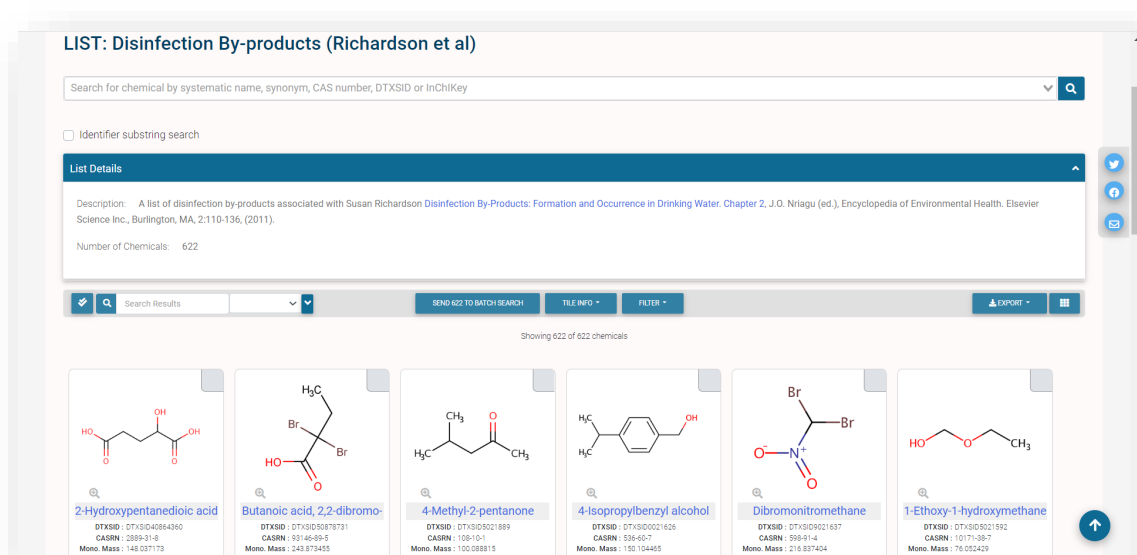 LIST: Disinfection By-products (Richardson et al)
Search for chemical by systematic name, synonym, CAS number, DTXSID or InChIKey
Identifier substring search
List Details
Description: A list of disinfection by-products associated with Susan Richardson Disinfection By-Products: Formation and Occurrence in Drinking Water. Chapter 2, J.O. Nriagu (ed.), Encyclopedia of Environmental Health. Elsevier
Science Inc., Burlington, MA, 2:110-136, (2011).
Number of Chemicals: 622
Search Results SEND 622 TO BATCH SEARCH TILE INFO FILTER EXPORT
Showing 622 of 622 chemicals
OH
HO OH
O O
H3C
Br
Br
HO
O
CH3 O
H3C CH3
H3C OH
H3C
Br
Br
O- N+
O
HO O CH3
2-Hydroxypentanedioic acid Butanoic acid, 2,2-dibromo- 4-Methyl-2-pentanone 4-Isopropylbenzyl alcohol Dibromonitromethane 1-Ethoxy-1-hydroxymethane
DTXSID : DTXSID40864360 DTXSID : DTXSID50878731 DTXSID : DTXSID5021889 DTXSID : DTXSID0021626 DTXSID : DTXSID9021637 DTXSID : DTXSID5021592
CASRN : 2889-31-8 CASRN : 93146-89-5 CASRN : 108-10-1 CASRN : 536-60-7 CASRN : 598-91-4 CASRN : 10171-38-7
Mono. Mass : 148.037173 Mono. Mass : 243.873455 Mono. Mass : 100.088815 Mono. Mass : 150.104465 Mono. Mass : 216.837404 Mono. Mass : 76.052429